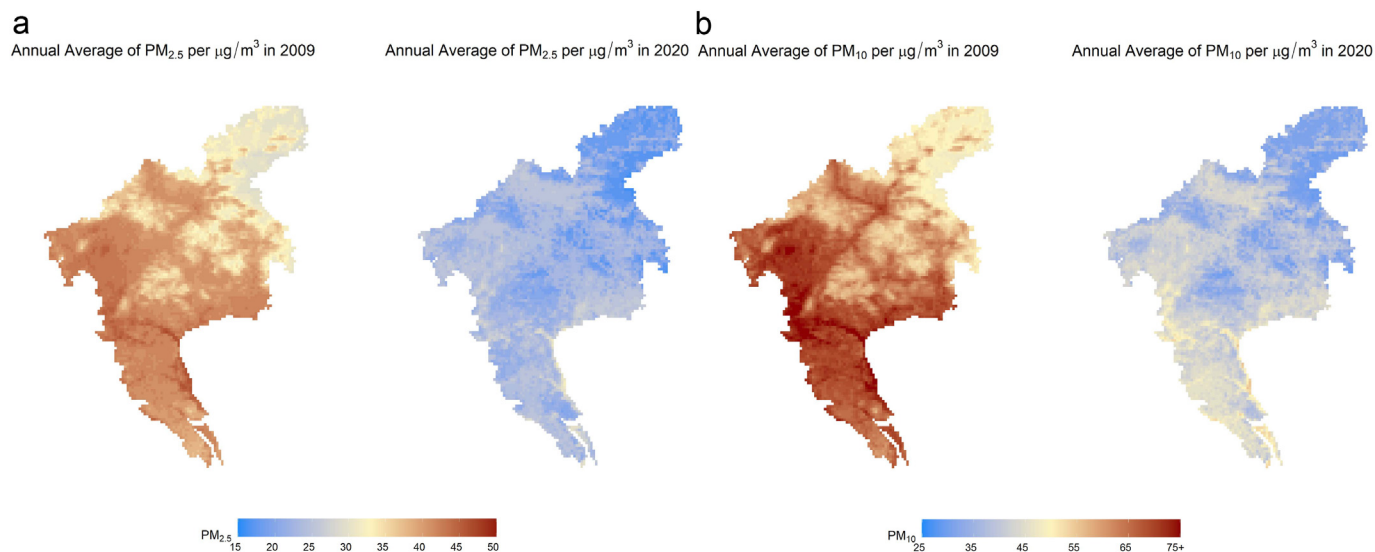 a
b
Annual Average of PM2.5 per μg/m³ in 2009
Annual Average of PM2.5 per μg/m³ in 2020
Annual Average of PM10 per μg/m³ in 2009
Annual Average of PM10 per μg/m³ in 2020
PM2.5
15 20 25 30 35 40 45 50
PM10
25 35 45 55 65 75+